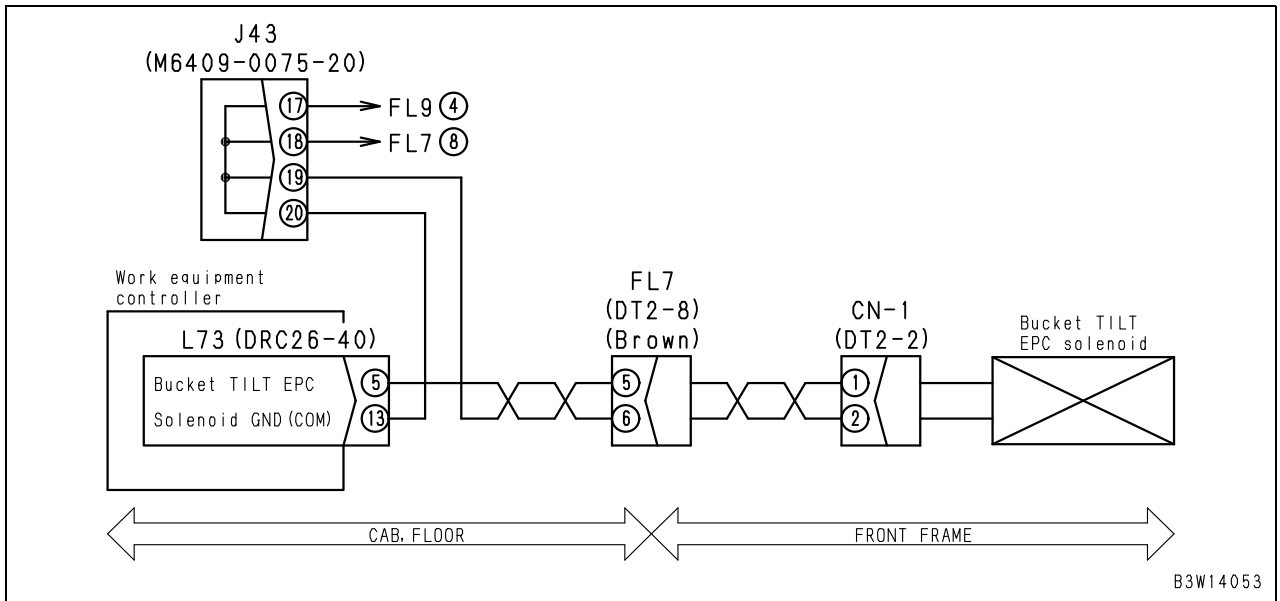 J43
(M6409-0075-20)
17 FL9 4
18 FL7 8
19
20
Work equipment
controller
L73 (DRC26-40)
Bucket TILT EPC 5
Solenoid GND (COM) 13
FL7
(DT2-8)
(Brown)
5
6
CN-1
(DT2-2)
1
2
Bucket TILT
EPC solenoid
CAB, FLOOR
FRONT FRAME
B3W14053